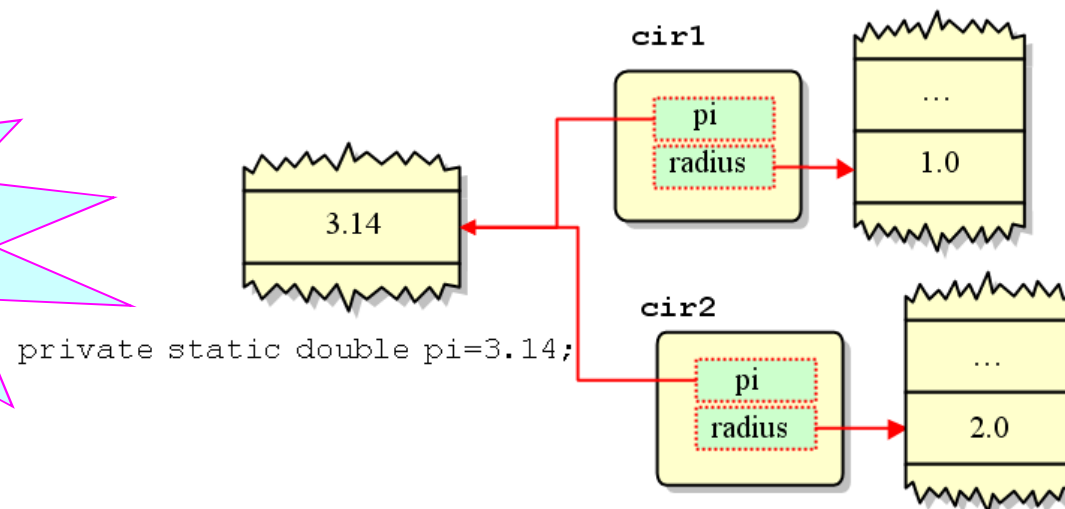 cir1
pi
radius
...
1.0
3.14
private static double pi=3.14;
cir2
pi
radius
...
2.0